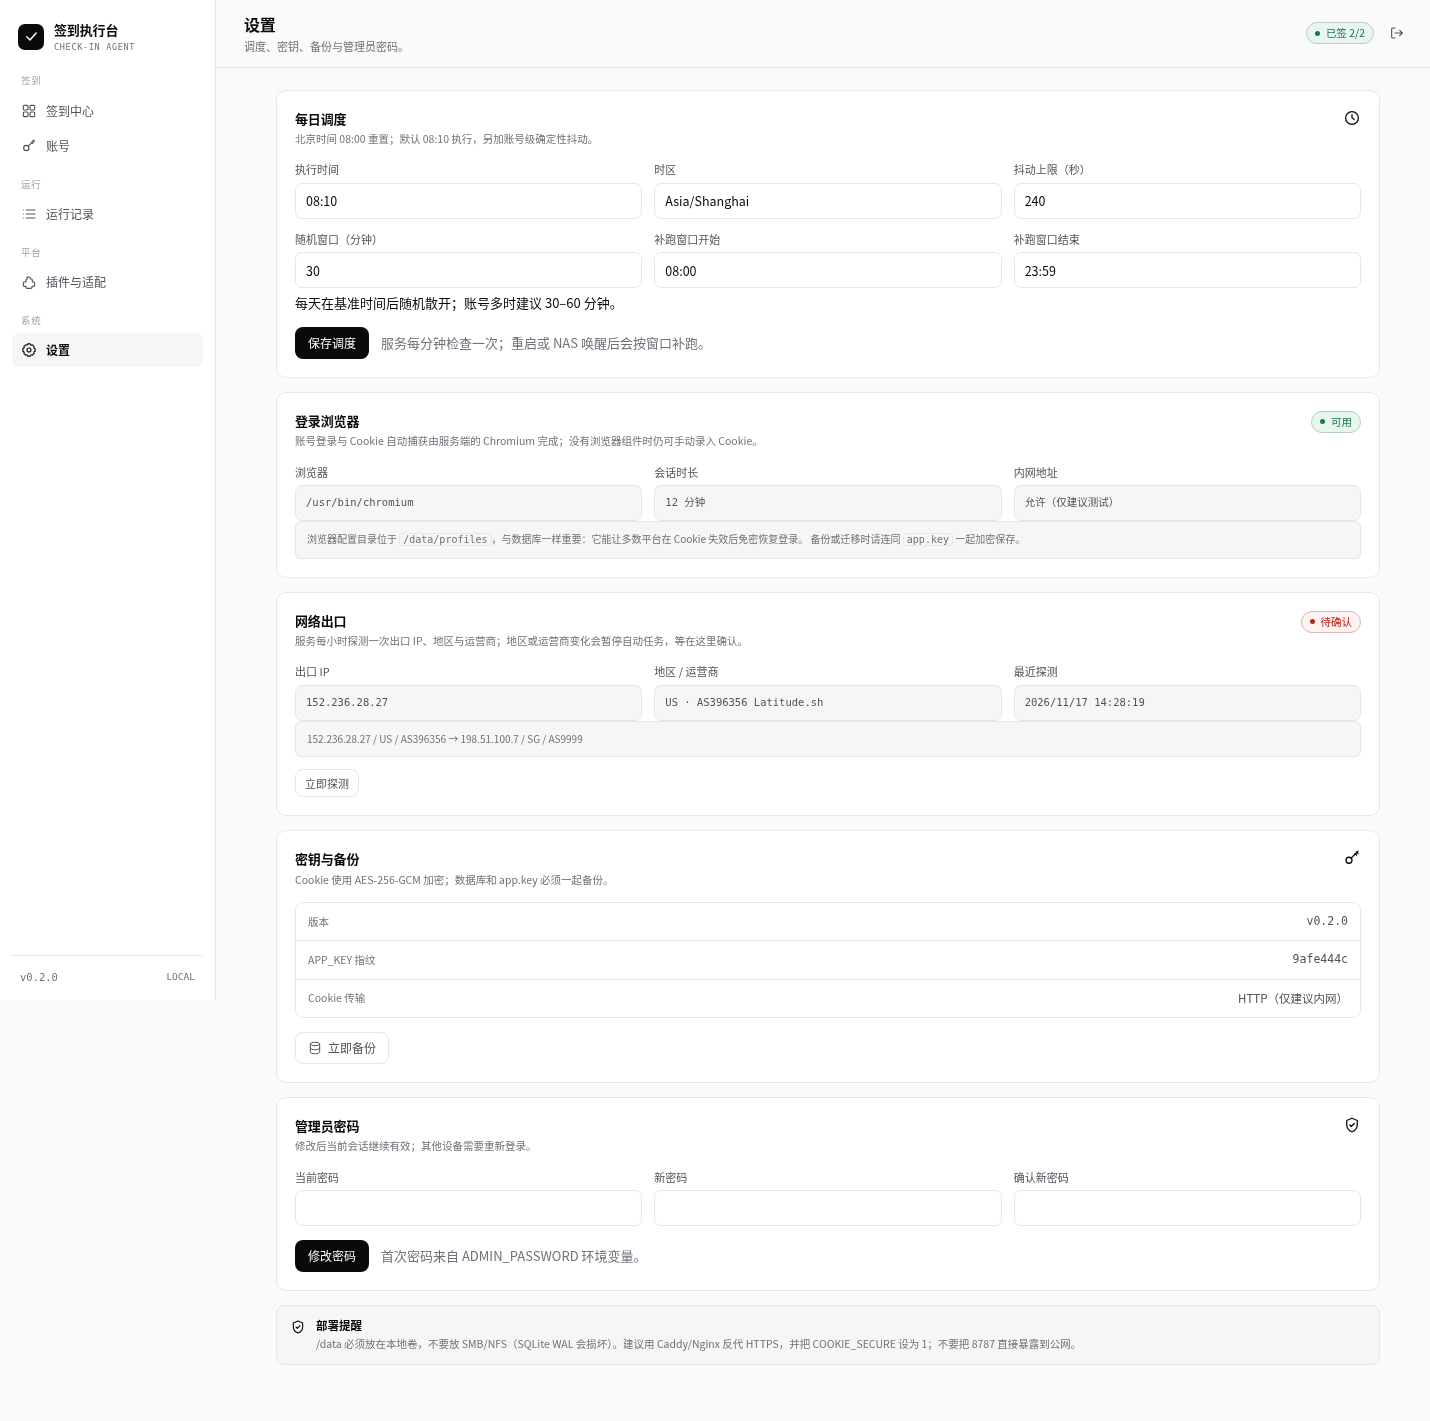 签到执行台
CHECK-IN AGENT
签到
签到中心
账号
运行
运行记录
平台
插件与适配
系统
设置
v0.2.0
LOCAL
设置
调度、密钥、备份与管理员密码。
已签 2/2
每日调度
北京时间 08:00 重置；默认 08:10 执行，另加账号级确定性抖动。
执行时间
时区
抖动上限（秒）
08:10
Asia/Shanghai
240
随机窗口（分钟）
补跑窗口开始
补跑窗口结束
30
08:00
23:59
每天在基准时间后随机散开；账号多时建议 30–60 分钟。
保存调度
服务每分钟检查一次；重启或 NAS 唤醒后会按窗口补跑。
登录浏览器
账号登录与 Cookie 自动捕获由服务端的 Chromium 完成；没有浏览器组件时仍可手动录入 Cookie。
可用
浏览器
会话时长
内网地址
/usr/bin/chromium
12 分钟
允许（仅建议测试）
浏览器配置目录位于 /data/profiles，与数据库一样重要：它能让多数平台在 Cookie 失效后免密恢复登录。 备份或迁移时请连同 app.key 一起加密保存。
网络出口
服务每小时探测一次出口 IP、地区与运营商；地区或运营商变化会暂停自动任务，等在这里确认。
待确认
出口 IP
地区 / 运营商
最近探测
152.236.28.27
US · AS396356 Latitude.sh
2026/11/17 14:28:19
152.236.28.27 / US / AS396356 → 198.51.100.7 / SG / AS9999
立即探测
密钥与备份
Cookie 使用 AES-256-GCM 加密；数据库和 app.key 必须一起备份。
版本
v0.2.0
APP_KEY 指纹
9afe444c
Cookie 传输
HTTP（仅建议内网）
立即备份
管理员密码
修改后当前会话继续有效；其他设备需要重新登录。
当前密码
新密码
确认新密码
修改密码
首次密码来自 ADMIN_PASSWORD 环境变量。
部署提醒
/data 必须放在本地卷，不要放 SMB/NFS（SQLite WAL 会损坏）。建议用 Caddy/Nginx 反代 HTTPS，并把 COOKIE_SECURE 设为 1；不要把 8787 直接暴露到公网。